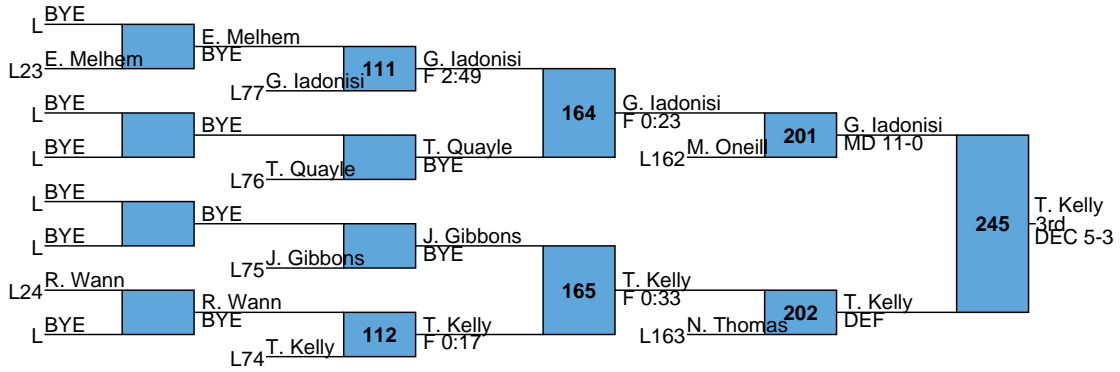 L BYE
L23 E. Melhem
E. Melhem
BYE
L77 G. Iadonisi
111
G. Iadonisi
F 2:49
L BYE
L BYE
BYE
L76 T. Quayle
T. Quayle
BYE
164
G. Iadonisi
F 0:23
L162 M. Oneill
201
G. Iadonisi
MD 11-0
L BYE
L BYE
BYE
L75 J. Gibbons
J. Gibbons
BYE
L24 R. Wann
L BYE
R. Wann
BYE
L74 T. Kelly
112
T. Kelly
F 0:17
165
T. Kelly
F 0:33
L163 N. Thomas
202
T. Kelly
DEF
245
T. Kelly
3rd
DEC 5-3